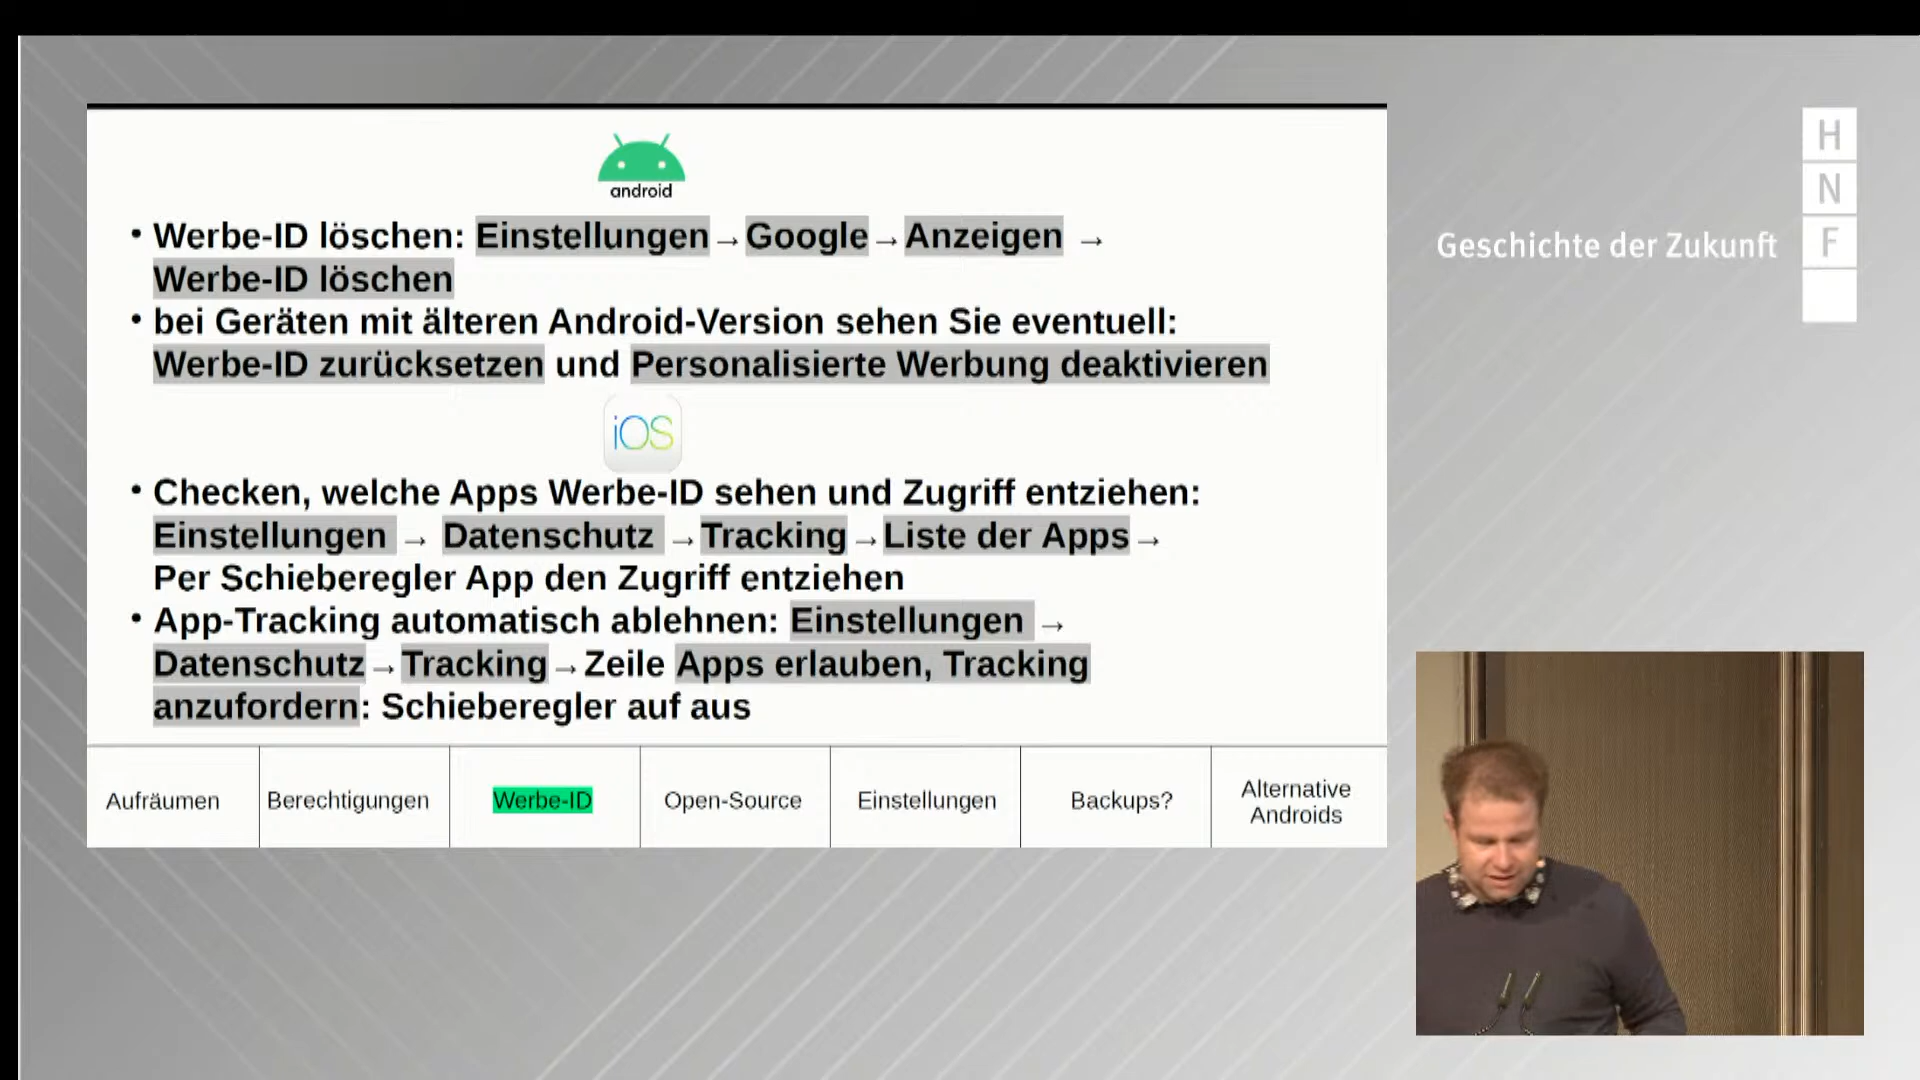 android
• Werbe-ID löschen: Einstellungen→Google→Anzeigen →
Werbe-ID löschen
• bei Geräten mit älteren Android-Version sehen Sie eventuell:
Werbe-ID zurücksetzen und Personalisierte Werbung deaktivieren
iOS
• Checken, welche Apps Werbe-ID sehen und Zugriff entziehen:
Einstellungen → Datenschutz →Tracking→Liste der Apps→
Per Schieberegler App den Zugriff entziehen
• App-Tracking automatisch ablehnen: Einstellungen →
Datenschutz→Tracking→Zeile Apps erlauben, Tracking
anzufordern: Schieberegler auf aus
Aufräumen
Berechtigungen
Werbe-ID
Open-Source
Einstellungen
Backups?
Alternative
Androids
Geschichte der Zukunft
H
N
F